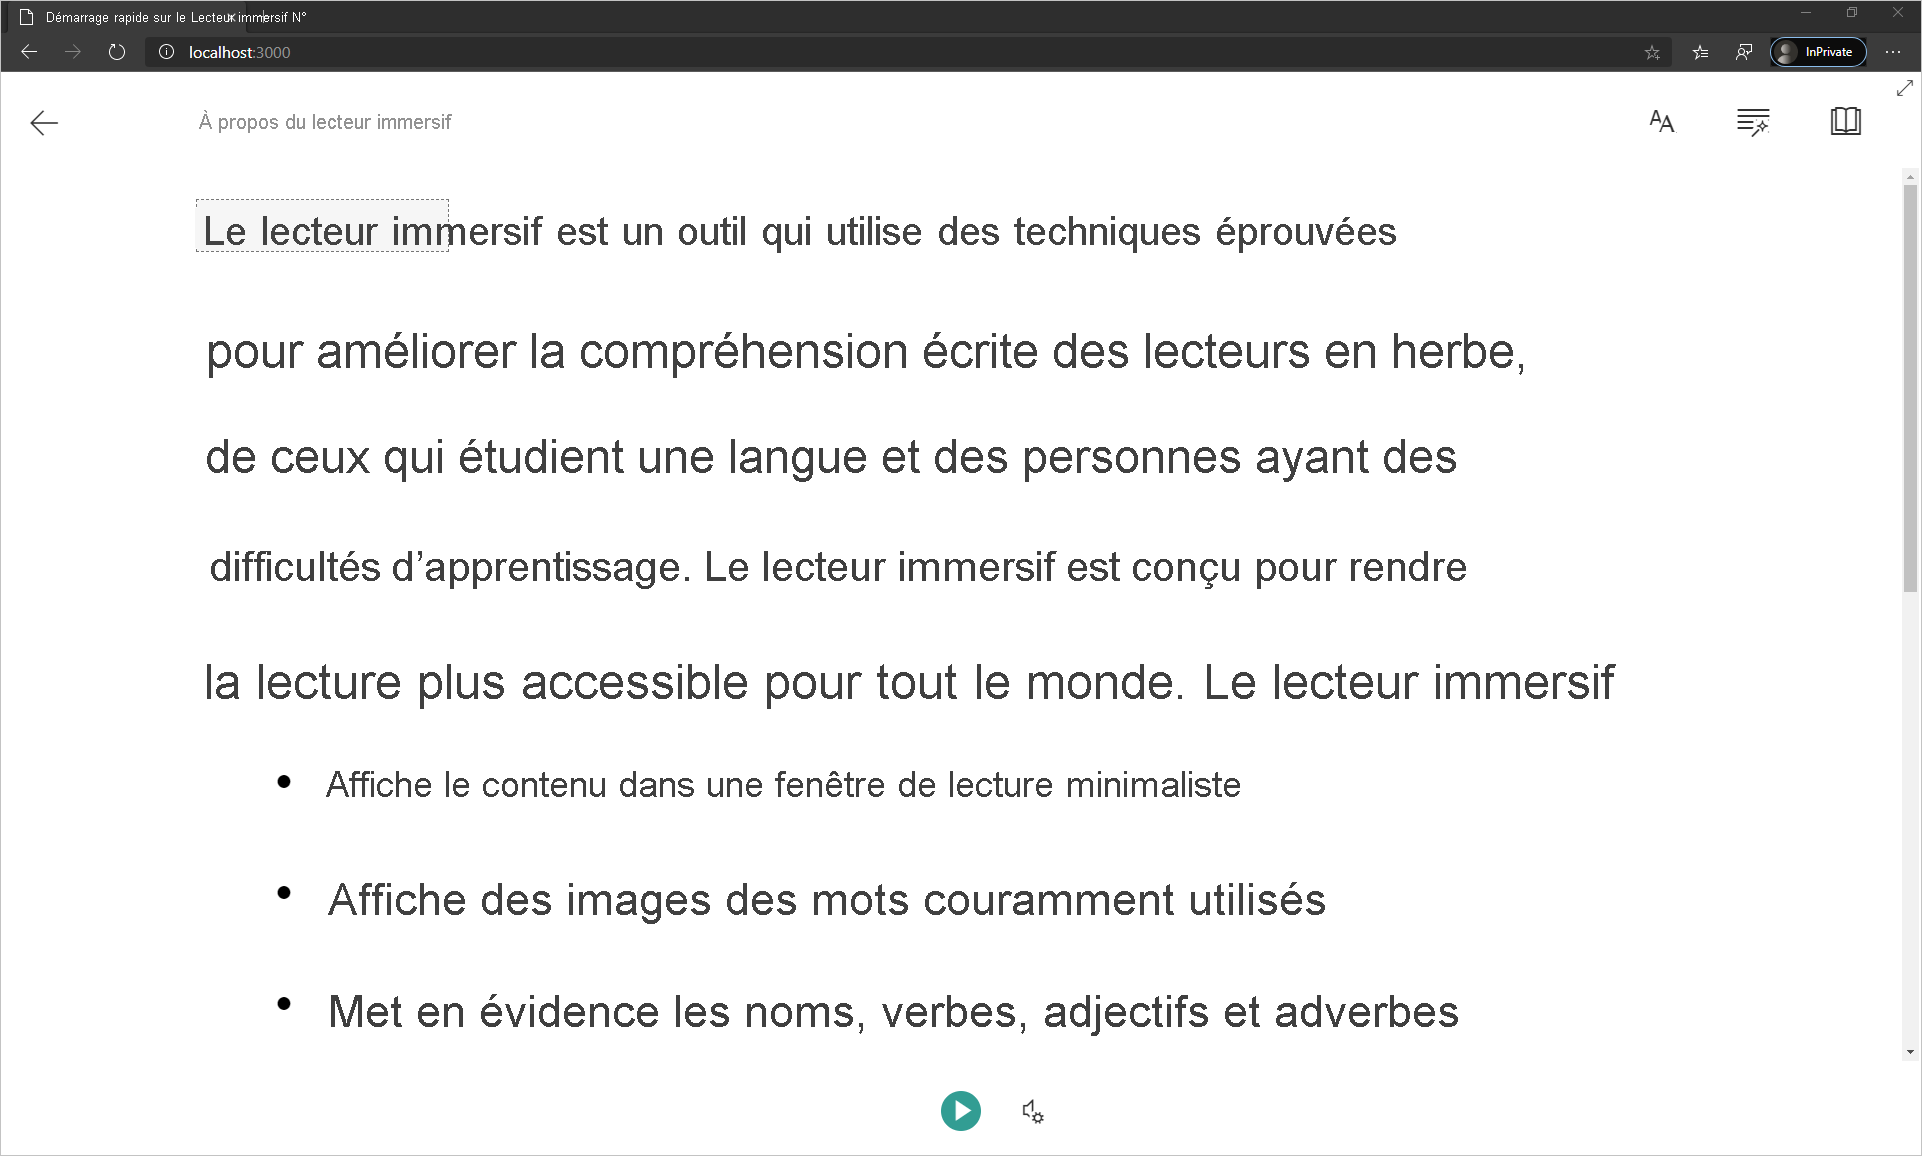 Démarrage rapide sur le Lecteur immersif N°
localhost:3000
InPrivate
À propos du lecteur immersif
AA
Le lecteur immersif est un outil qui utilise des techniques éprouvées
pour améliorer la compréhension écrite des lecteurs en herbe,
de ceux qui étudient une langue et des personnes ayant des
difficultés d’apprentissage. Le lecteur immersif est conçu pour rendre
la lecture plus accessible pour tout le monde. Le lecteur immersif
• Affiche le contenu dans une fenêtre de lecture minimaliste
• Affiche des images des mots couramment utilisés
• Met en évidence les noms, verbes, adjectifs et adverbes